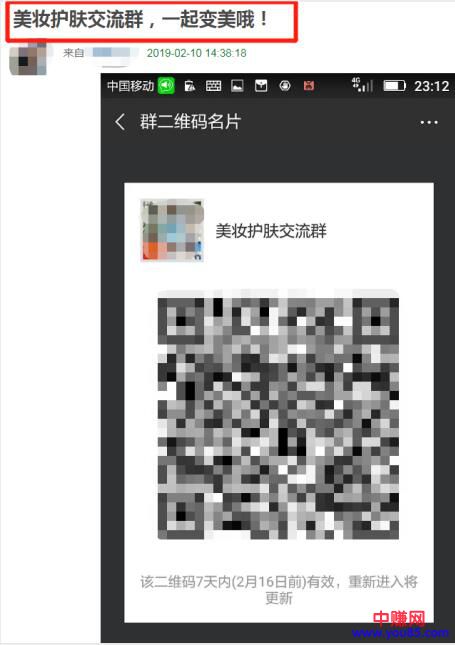 美妆护肤交流群，一起变美哦！
来自
2019-02-10 14:38:18
中国移动
4G
23:12
群二维码名片
美妆护肤交流群
该二维码7天内(2月16日前)有效，重新进入将
更新
中赚网
www.you85.com